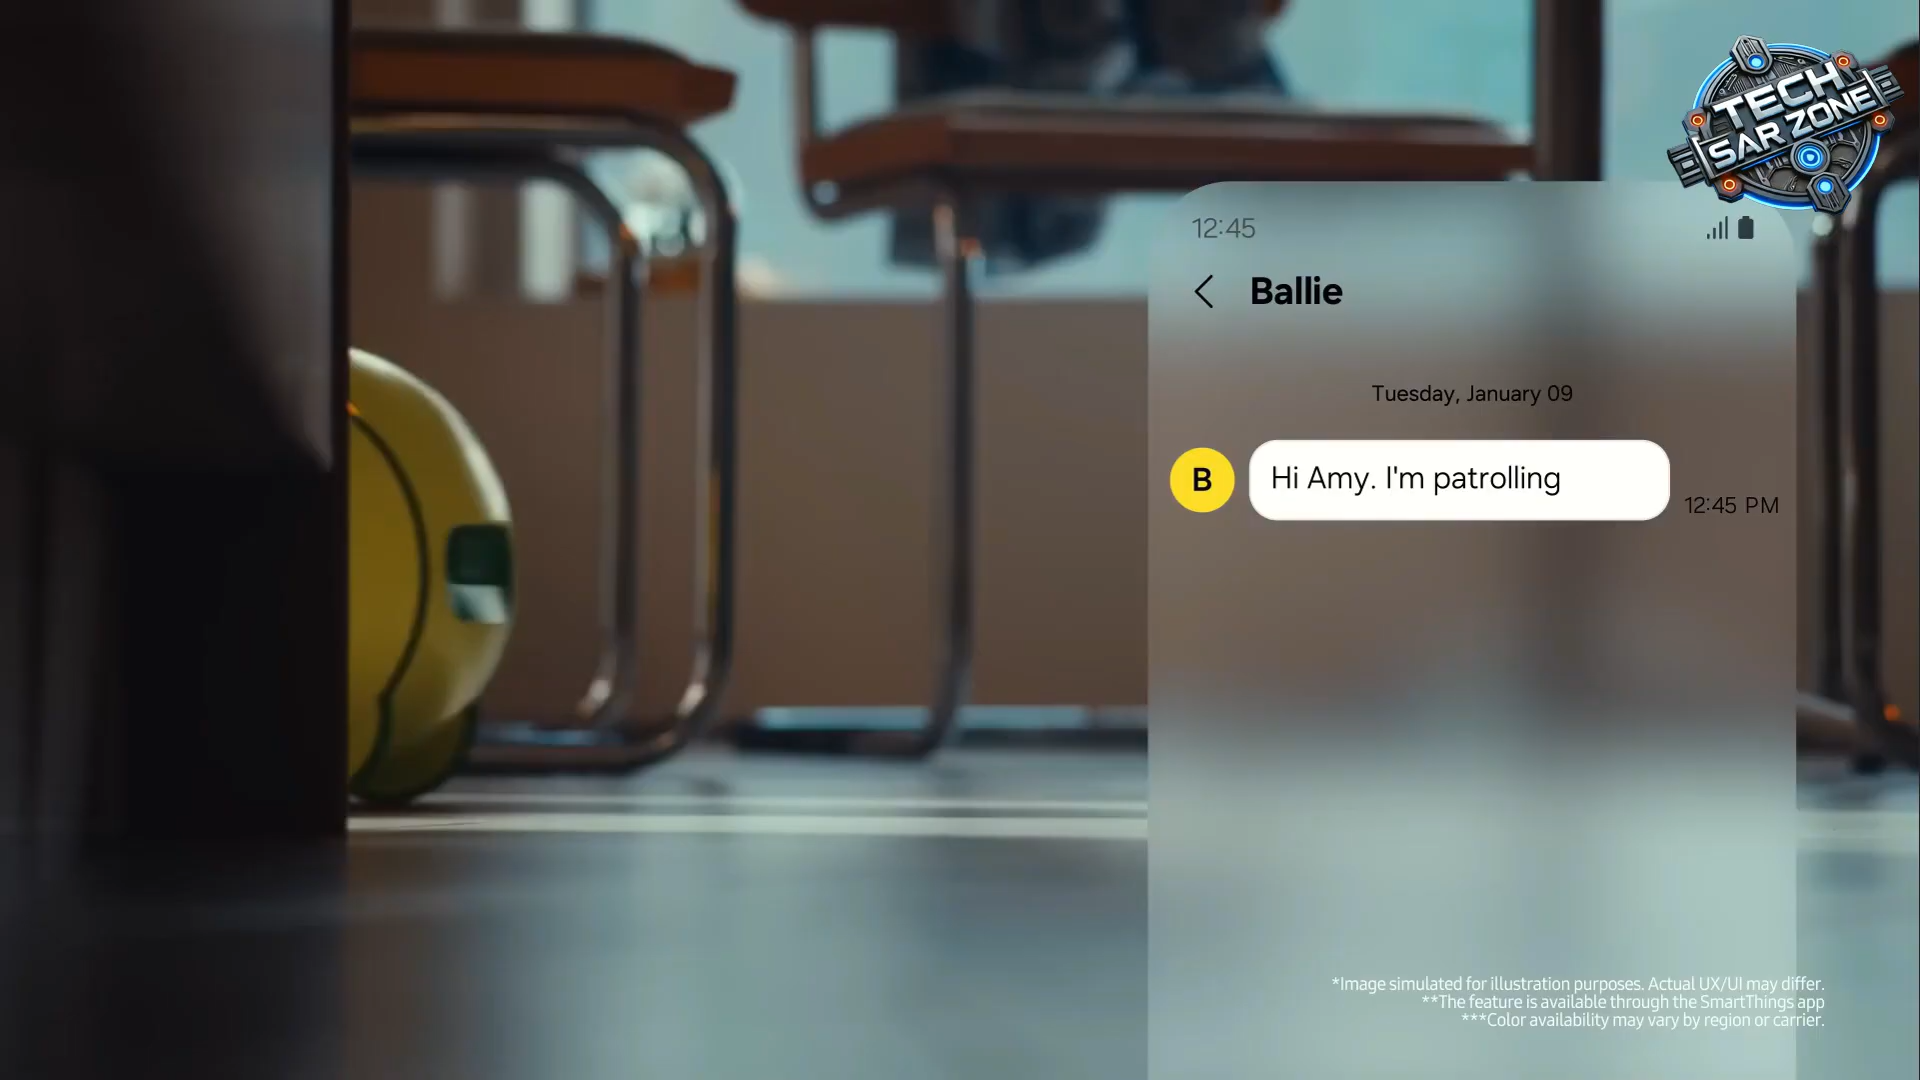 TECH
SAR ZONE
12:45
Ballie
Tuesday, January 09
B
Hi Amy. I'm patrolling
12:45 PM
*Image simulated for illustration purposes. Actual UX/UI may differ.
**The feature is available through the SmartThings app
***Color availability may vary by region or carrier.